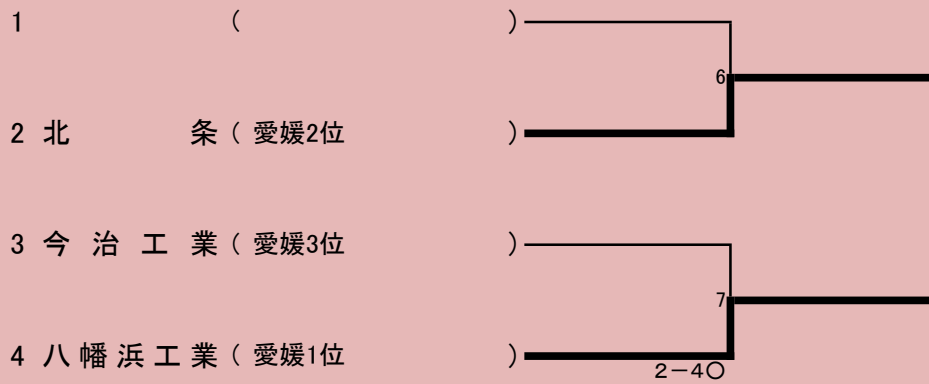 1 ( )
6
2 北条 ( 愛媛2位 )
3 今治工業 ( 愛媛3位 )
7
4 八幡浜工業 ( 愛媛1位 )
2－4○